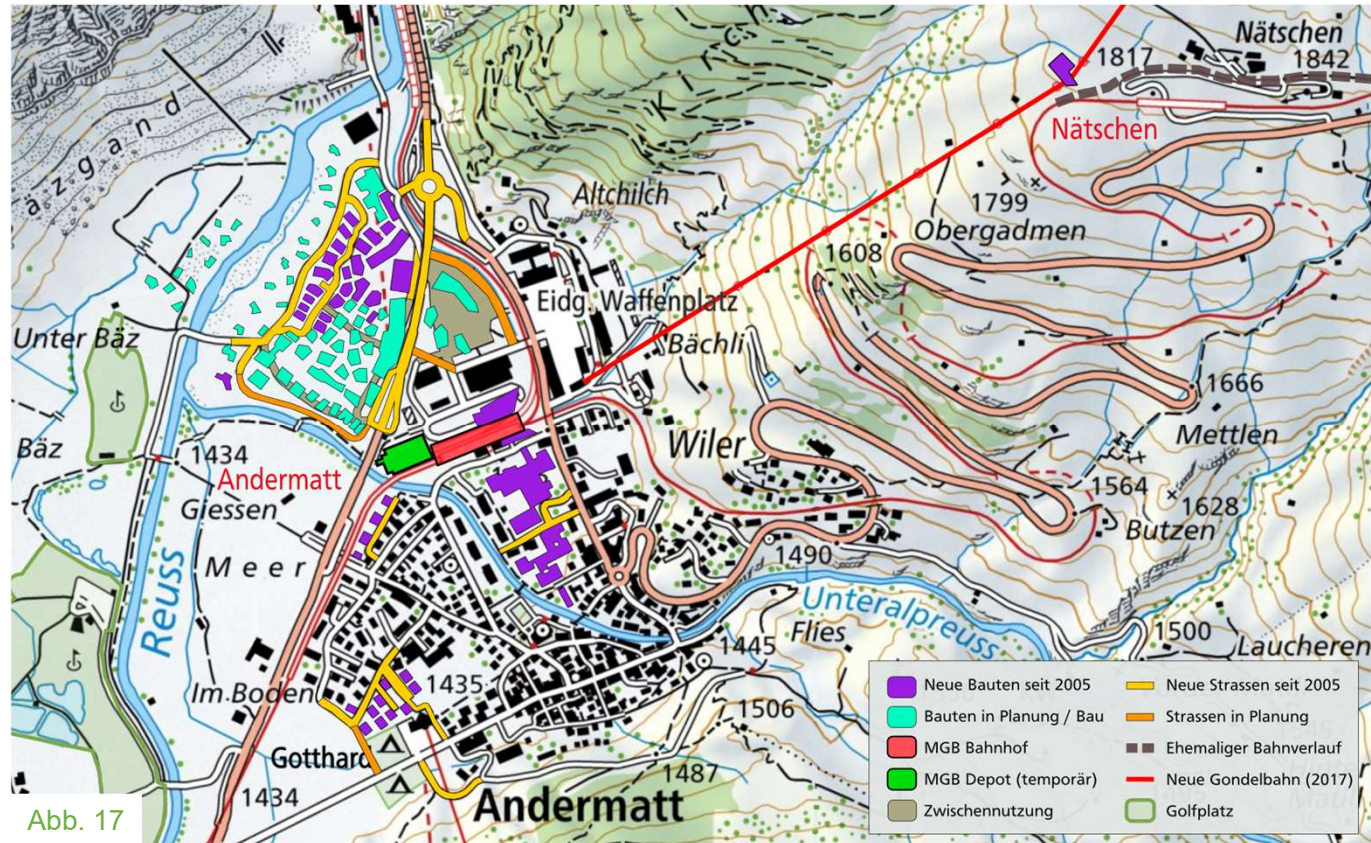 Nätschen
1842
1817
Nätschen
äzgand
Kirch
Altchilch
1799
Obergadmen
1608
Eidg. Waffenplatz
Bächli
Unter Bäz
1666
Mettlen
Bäz
1434
Andermatt
Giessen
Wiler
1564
1628
Butzen
Meer
1490
Reuss
Unteralpreuss
Flies
1500
Laucheren
1445
Im Boden
1435
1506
Gotthard
1487
1434
Andermatt
Abb. 17
Neue Bauten seit 2005
Bauten in Planung / Bau
MGB Bahnhof
MGB Depot (temporär)
Zwischennutzung
Neue Strassen seit 2005
Strassen in Planung
Ehemaliger Bahnverlauf
Neue Gondelbahn (2017)
Golfplatz